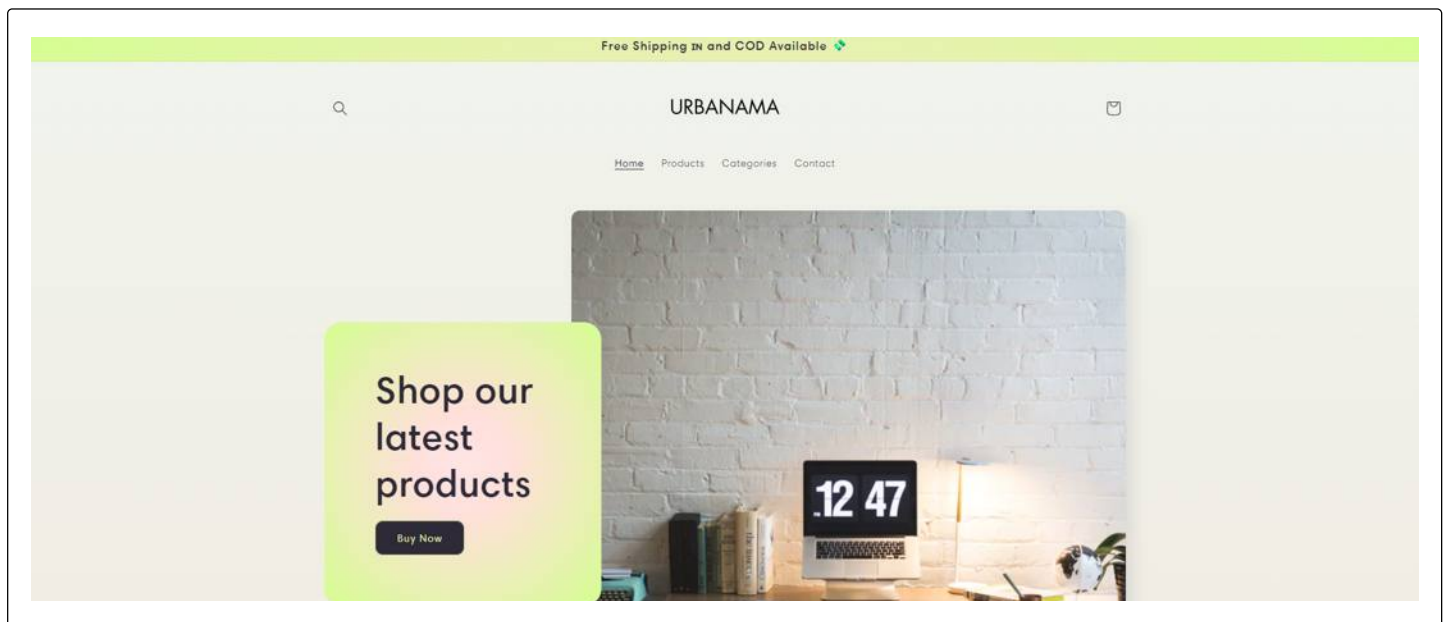 Free Shipping IN and COD Available 💸
URBANAMA
Home Products Categories Contact
Shop our
latest
products
Buy Now
12 47